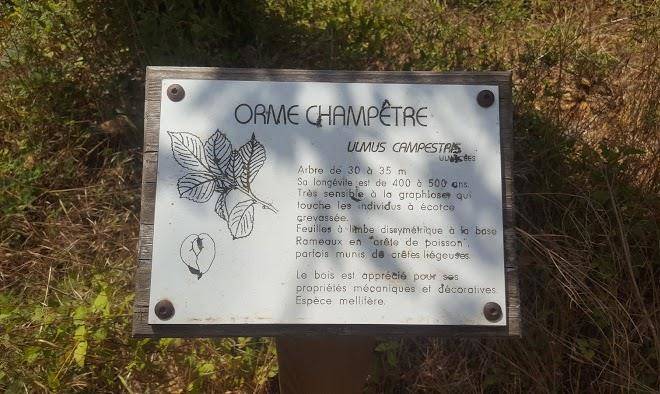 ORME CHAMPÊTRE
ULMUS CAMPESTRIS
Arbre de 30 à 35 m
Sa longévité est de 400 à 500 ans.
Très sensible à la graphiose qui
touche les individus à écorce
crevassée.
Feuilles à limbe dissymétrique à la base
Rameaux en "arête de poisson",
parfois munis de crêtes liégeuses.
Le bois est apprécié pour ses
propriétés mécaniques et décoratives.
Espèce mellifère.